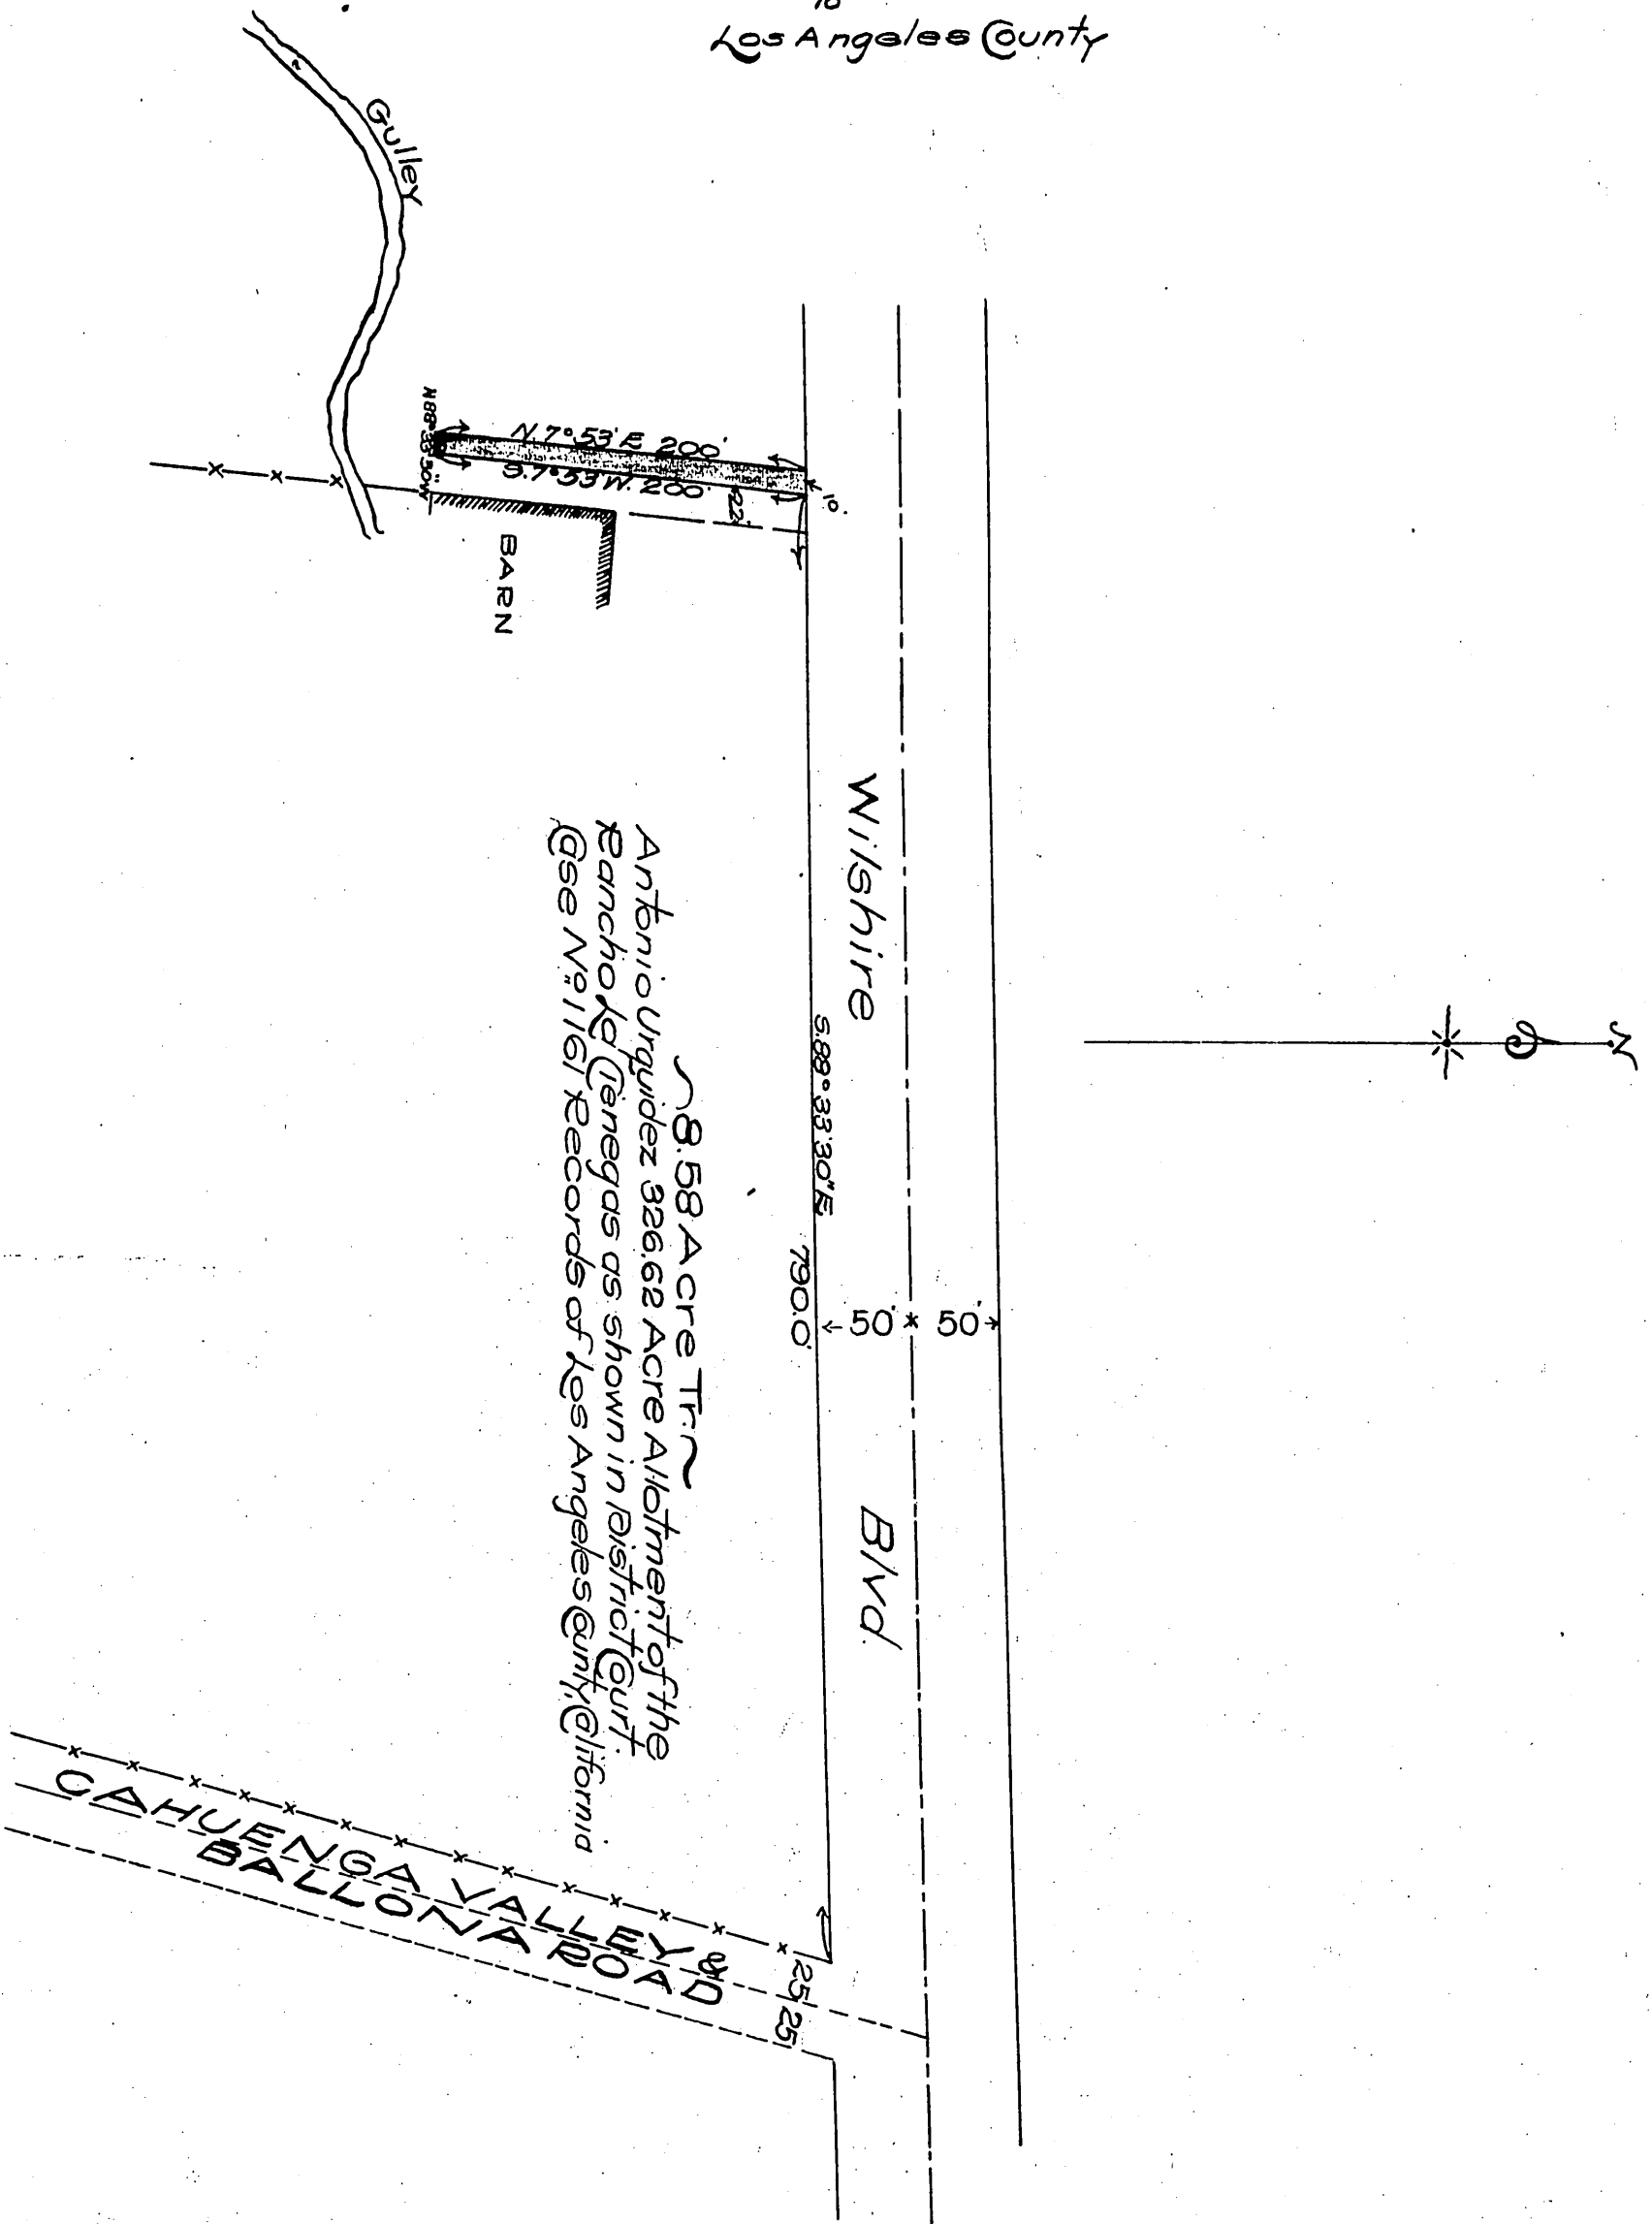 to
Los Angeles County
Gulley
N.7°53'E. 200'
S.7°53'W. 200'
N88°33'30"W
10'
22'
BARN
Wilshire Blvd.
S.88°33'30"E 790.0'
50' 50'
N
8.58 Acre Tr.
Antonio Urquidez 326.62 Acre Allotment of the
Rancho La Cienegas as shown in District Court.
Case No. 1161 Records of Los Angeles County, California
CAHUENGA VALLEY &
BALLONA ROAD
25 25